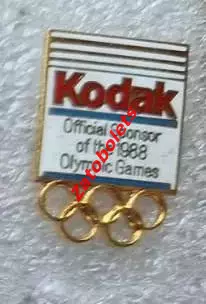 Kodak
Official Sponsor
of the 1988
Olympic Games